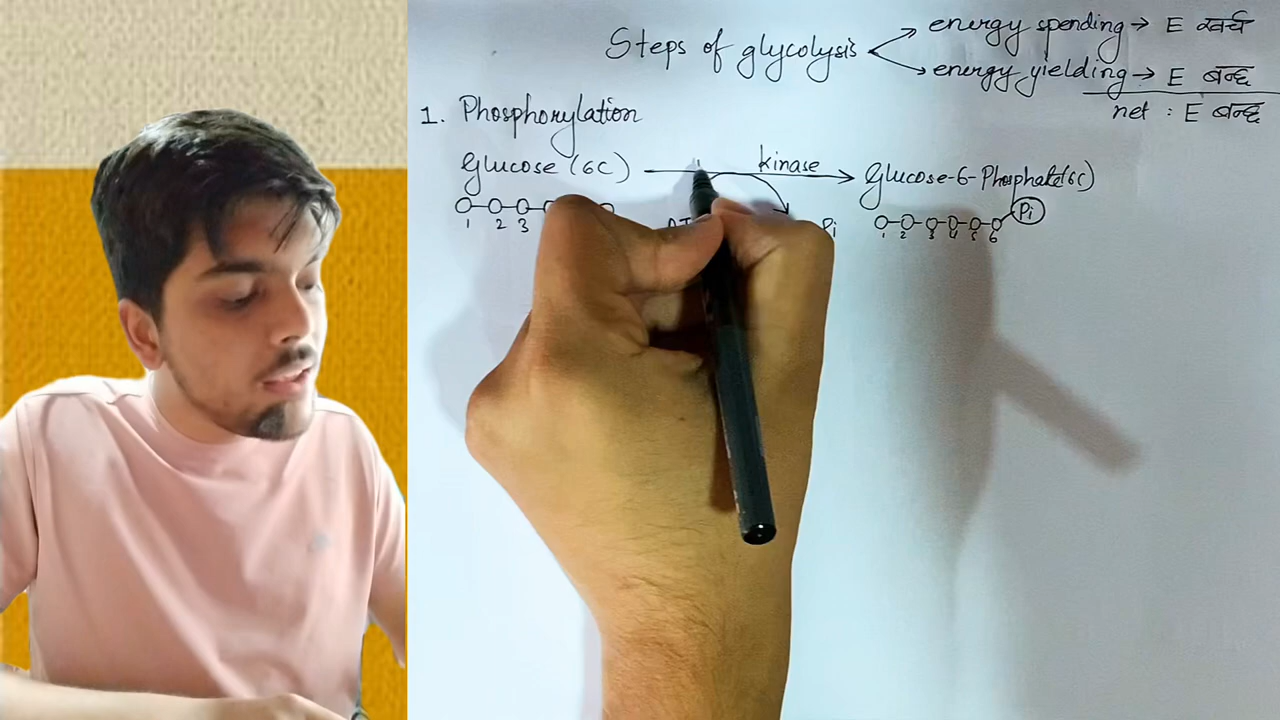 Steps of glycolysis
energy spending → E खर्च
energy yielding → E बन्छ
net : E बन्छ
1. Phosphorylation
Glucose (6C)
kinase
Glucose-6-Phosphate(6C)
1 2 3
Pi
1 2 3 4 5 6
Pi